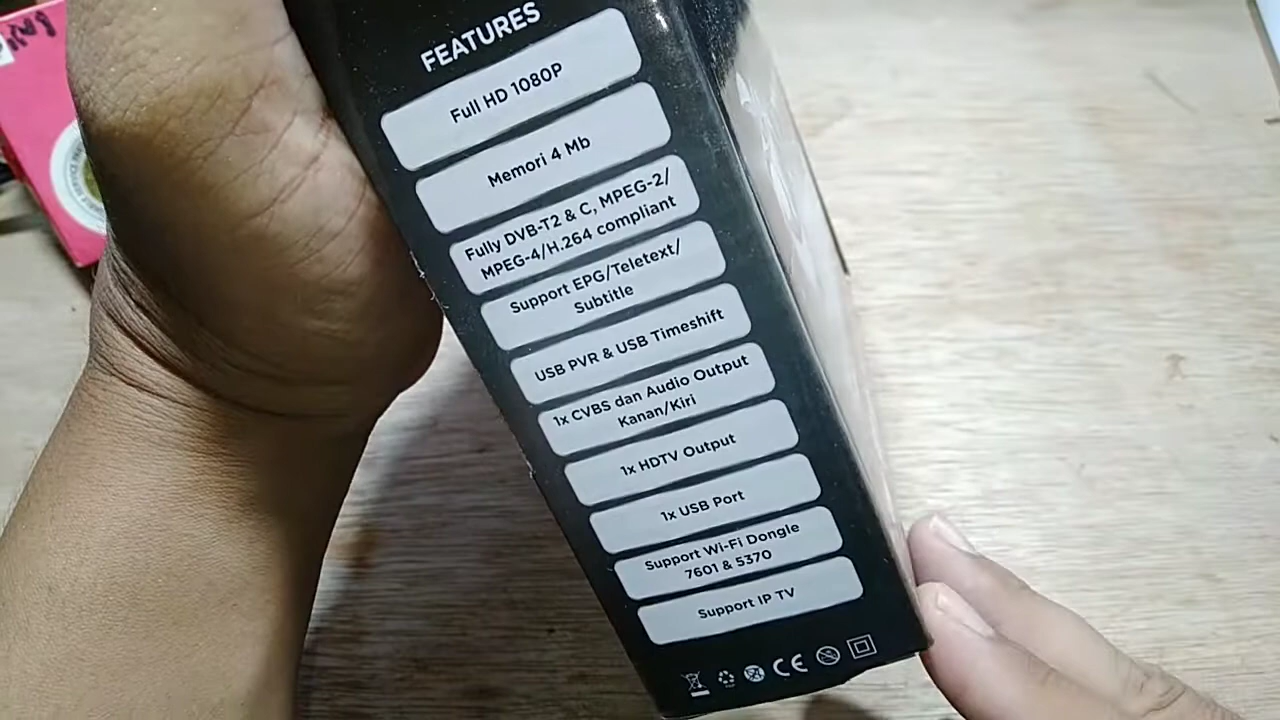 FEATURES
Full HD 1080P
Memori 4 Mb
Fully DVB-T2 & C, MPEG-2/
MPEG-4/H.264 compliant
Support EPG/Teletext/
Subtitle
USB PVR & USB Timeshift
1x CVBS dan Audio Output
Kanan/Kiri
1x HDTV Output
1x USB Port
Support Wi-Fi Dongle
7601 & 5370
Support IP TV
CE